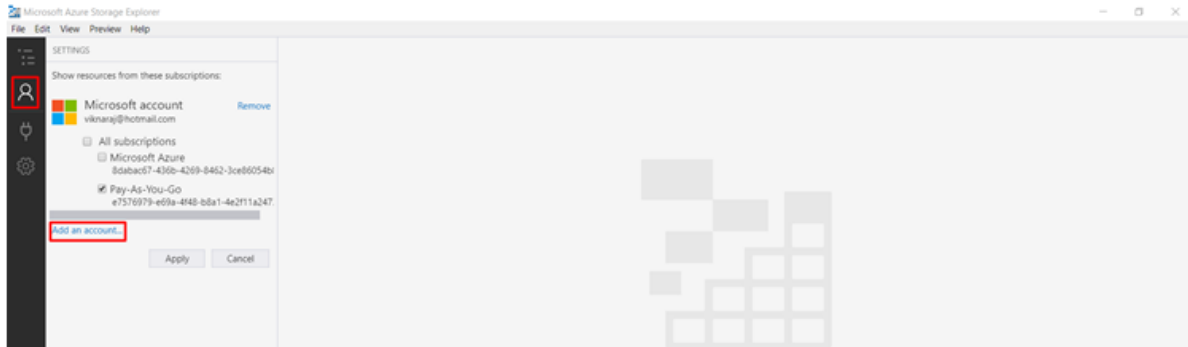 Microsoft Azure Storage Explorer
File Edit View Preview Help
SETTINGS
Show resources from these subscriptions:
Microsoft account Remove
viknaraj@hotmail.com
All subscriptions
Microsoft Azure
8dabac67-436b-4269-8462-3ce86054b
Pay-As-You-Go
e7576979-e69a-4f48-b8a1-4e2f11a247
Add an account...
Apply Cancel